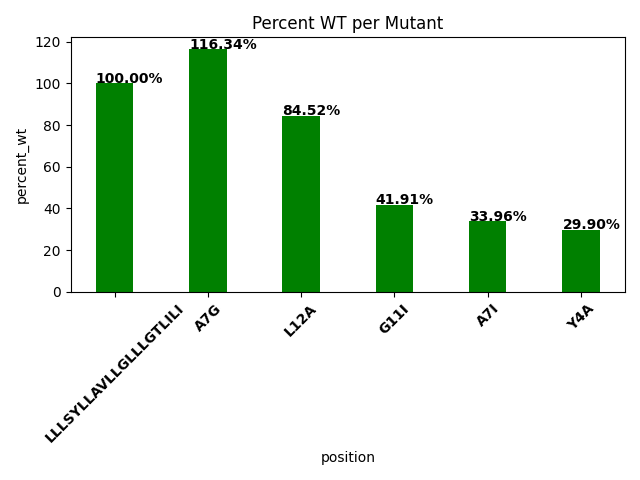 Percent WT per Mutant
percent_wt
120
100
80
60
40
20
0
100.00%
116.34%
84.52%
41.91%
33.96%
29.90%
LLLSYLLAVLLGLLLGTLILI
A7G
L12A
G11I
A7I
Y4A
position